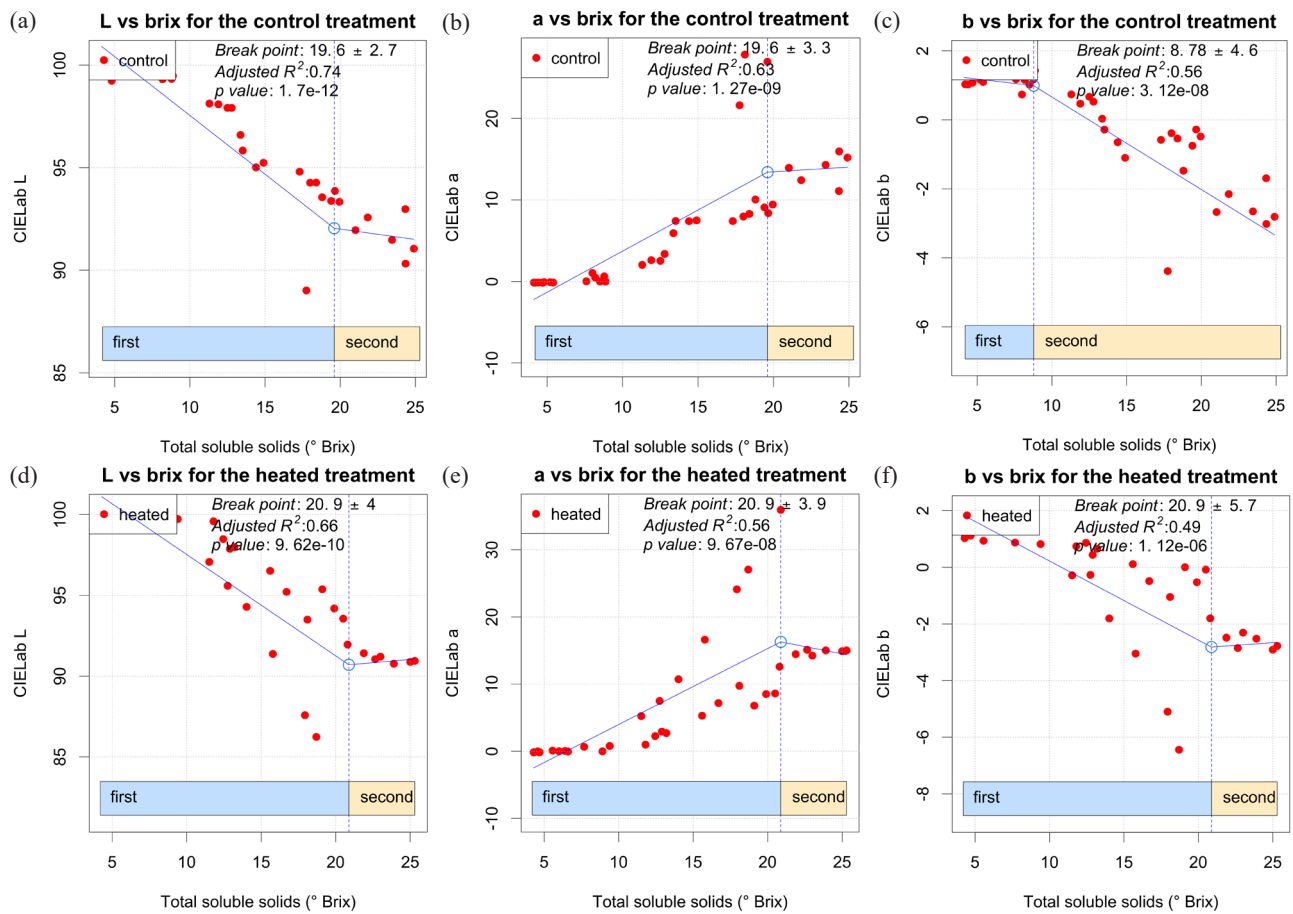 (a)
L vs brix for the control treatment
control
Break point: 19. 6 ± 2. 7
Adjusted R²:0.74
p value: 1. 7e-12
CIELab L
100
95
90
85
first
second
5 10 15 20 25
Total soluble solids (° Brix)
(b)
a vs brix for the control treatment
control
Break point: 19. 6 ± 3. 3
Adjusted R²:0.63
p value: 1. 27e-09
CIELab a
20
10
0
-10
first
second
5 10 15 20 25
Total soluble solids (° Brix)
(c)
b vs brix for the control treatment
control
Break point: 8.78 ± 4.6
Adjusted R²:0.56
p value: 3. 12e-08
CIELab b
2
0
-2
-4
-6
first
second
5 10 15 20 25
Total soluble solids (° Brix)
(d)
L vs brix for the heated treatment
heated
Break point: 20. 9 ± 4
Adjusted R²:0.66
p value: 9. 62e-10
CIELab L
100
95
90
85
first
second
5 10 15 20 25
Total soluble solids (° Brix)
(e)
a vs brix for the heated treatment
heated
Break point: 20. 9 ± 3. 9
Adjusted R²:0.56
p value: 9. 67e-08
CIELab a
30
20
10
0
-10
first
second
5 10 15 20 25
Total soluble solids (° Brix)
(f)
b vs brix for the heated treatment
heated
Break point: 20. 9 ± 5. 7
Adjusted R²:0.49
p value: 1. 12e-06
CIELab b
2
0
-2
-4
-6
-8
first
second
5 10 15 20 25
Total soluble solids (° Brix)